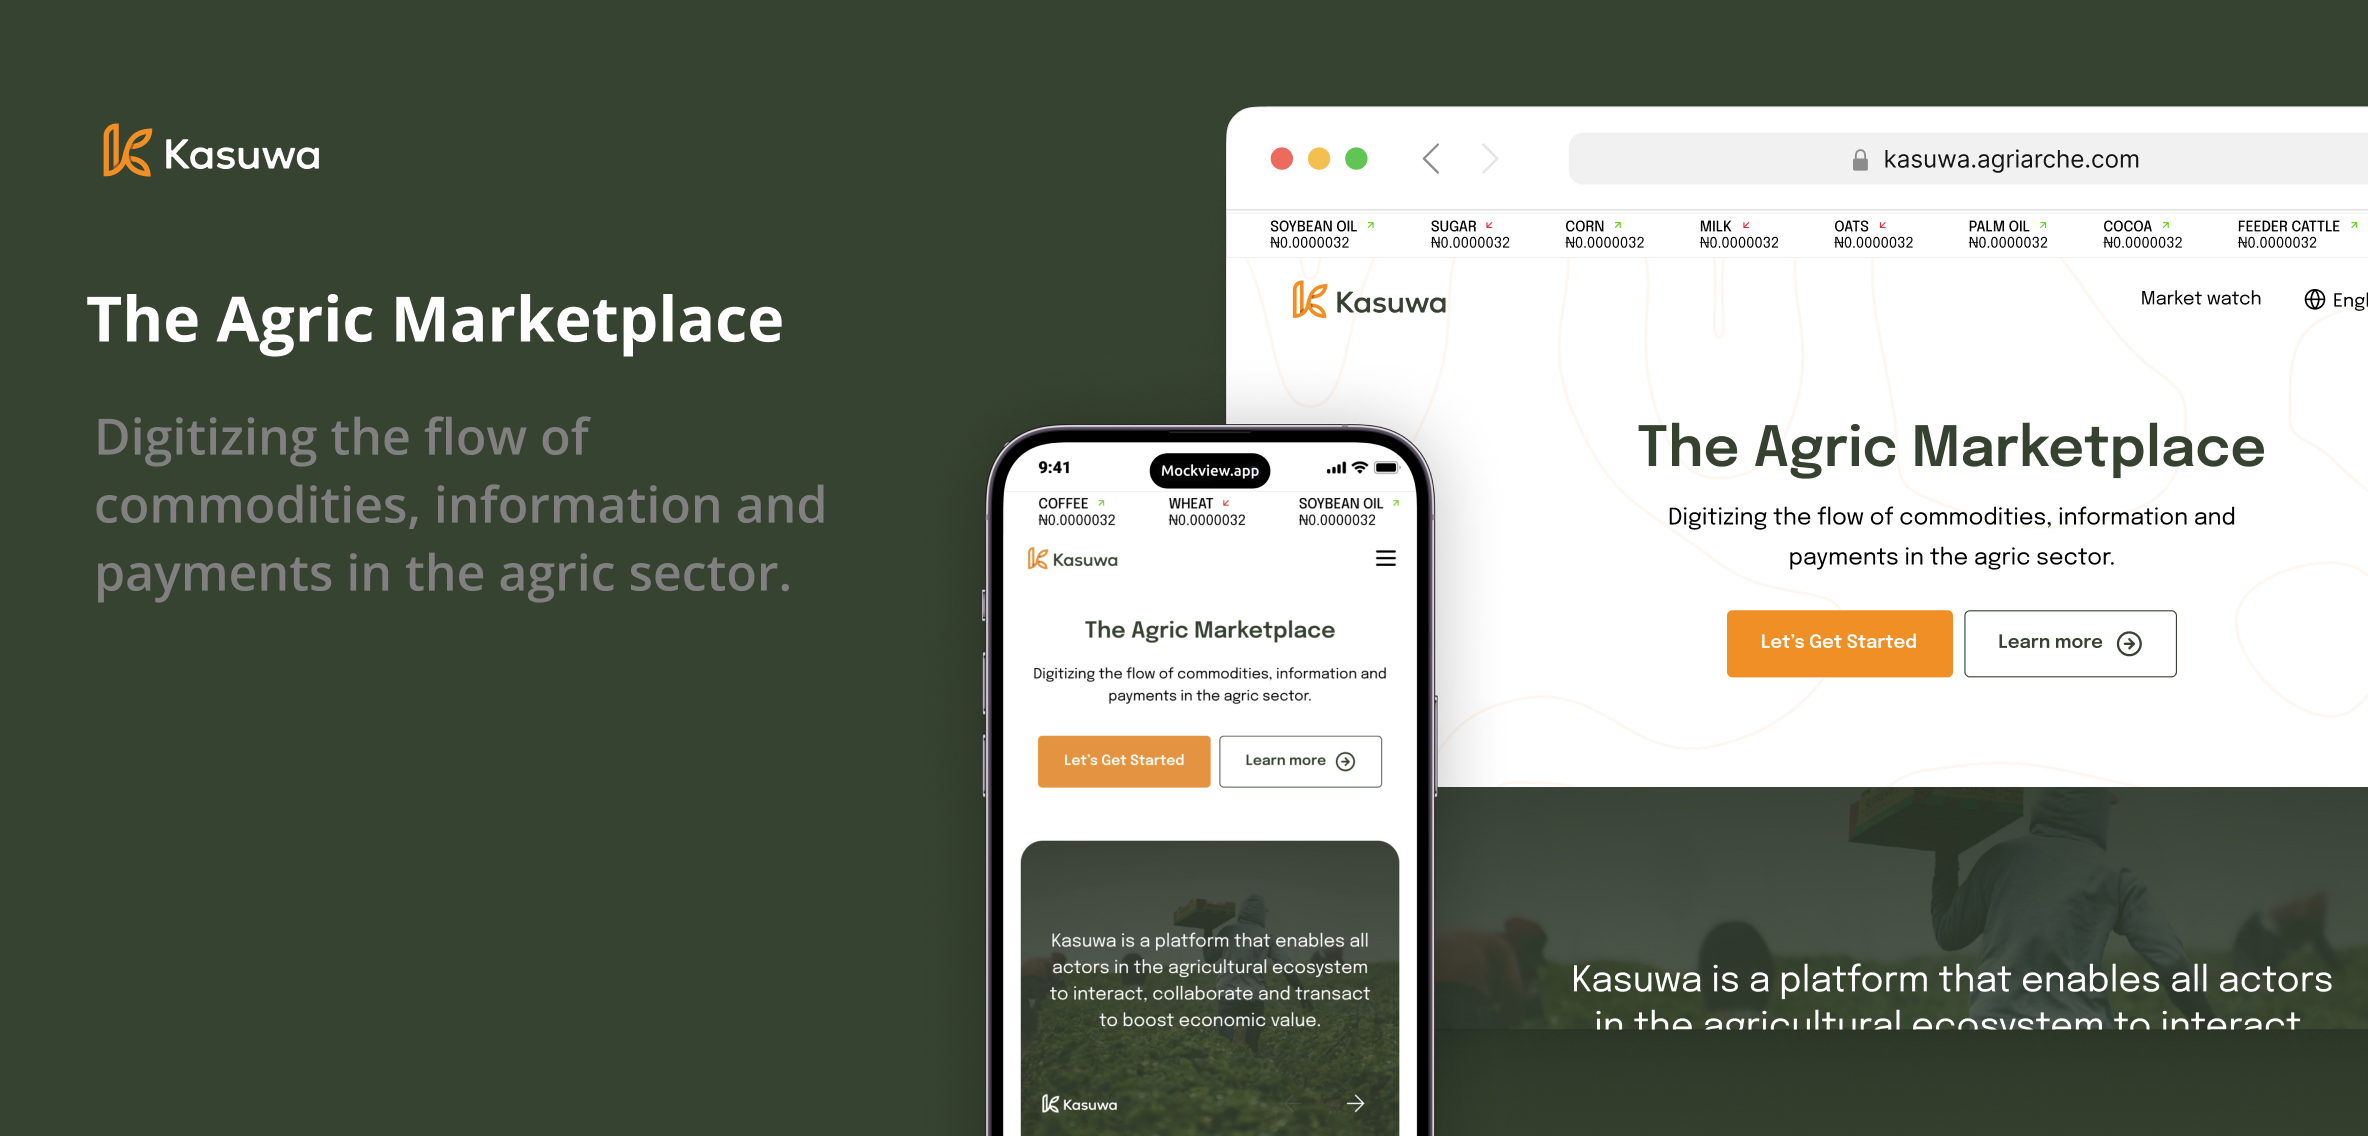 Kasuwa
The Agric Marketplace
Digitizing the flow of
commodities, information and
payments in the agric sector.
kasuwa.agriarche.com
SOYBEAN OIL SUGAR CORN MILK OATS PALM OIL COCOA FEEDER CATTLE
₦0.0000032 ₦0.0000032 ₦0.0000032 ₦0.0000032 ₦0.0000032 ₦0.0000032 ₦0.0000032 ₦0.0000032
Kasuwa
Market watch
Engl
The Agric Marketplace
Digitizing the flow of commodities, information and
payments in the agric sector.
Let's Get Started
Learn more
Kasuwa is a platform that enables all actors
in the agricultural ecosystem to interact
9:41
Mockview.app
COFFEE WHEAT SOYBEAN OIL
₦0.0000032 ₦0.0000032 ₦0.0000032
Kasuwa
The Agric Marketplace
Digitizing the flow of commodities, information and
payments in the agric sector.
Let's Get Started
Learn more
Kasuwa is a platform that enables all
actors in the agricultural ecosystem
to interact, collaborate and transact
to boost economic value.
Kasuwa